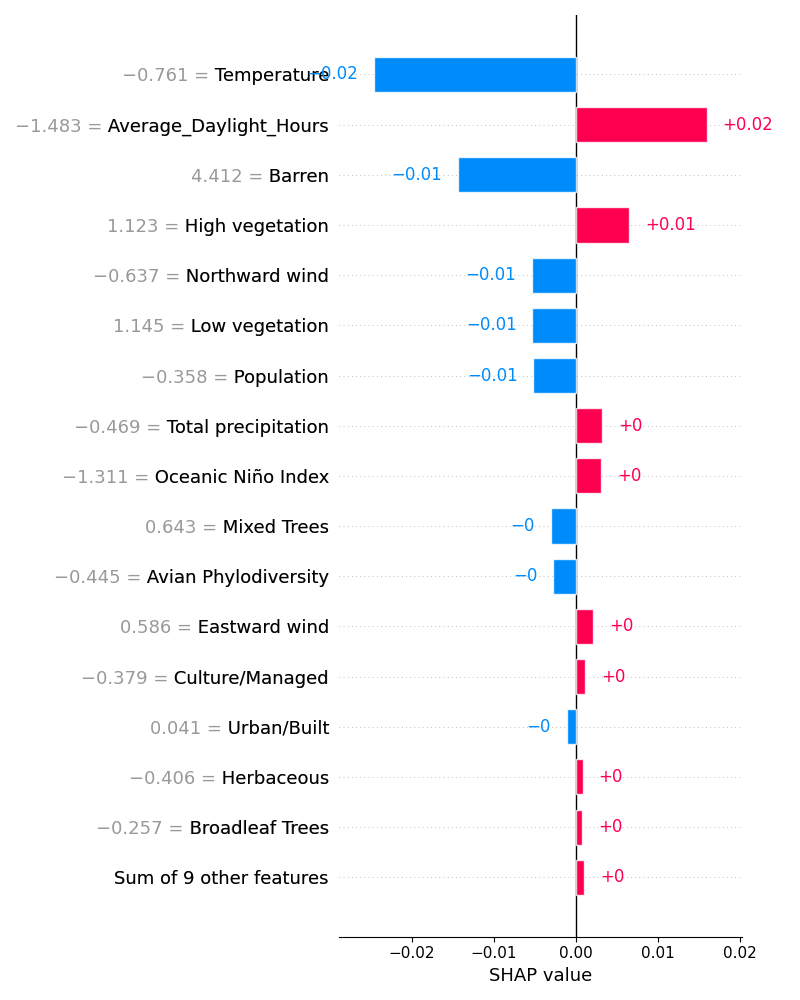 −0.761 = Temperature −0.02
−1.483 = Average_Daylight_Hours +0.02
4.412 = Barren −0.01
1.123 = High vegetation +0.01
−0.637 = Northward wind −0.01
1.145 = Low vegetation −0.01
−0.358 = Population −0.01
−0.469 = Total precipitation +0
−1.311 = Oceanic Niño Index +0
0.643 = Mixed Trees −0
−0.445 = Avian Phylodiversity −0
0.586 = Eastward wind +0
−0.379 = Culture/Managed +0
0.041 = Urban/Built −0
−0.406 = Herbaceous +0
−0.257 = Broadleaf Trees +0
Sum of 9 other features +0
−0.02 −0.01 0.00 0.01 0.02
SHAP value